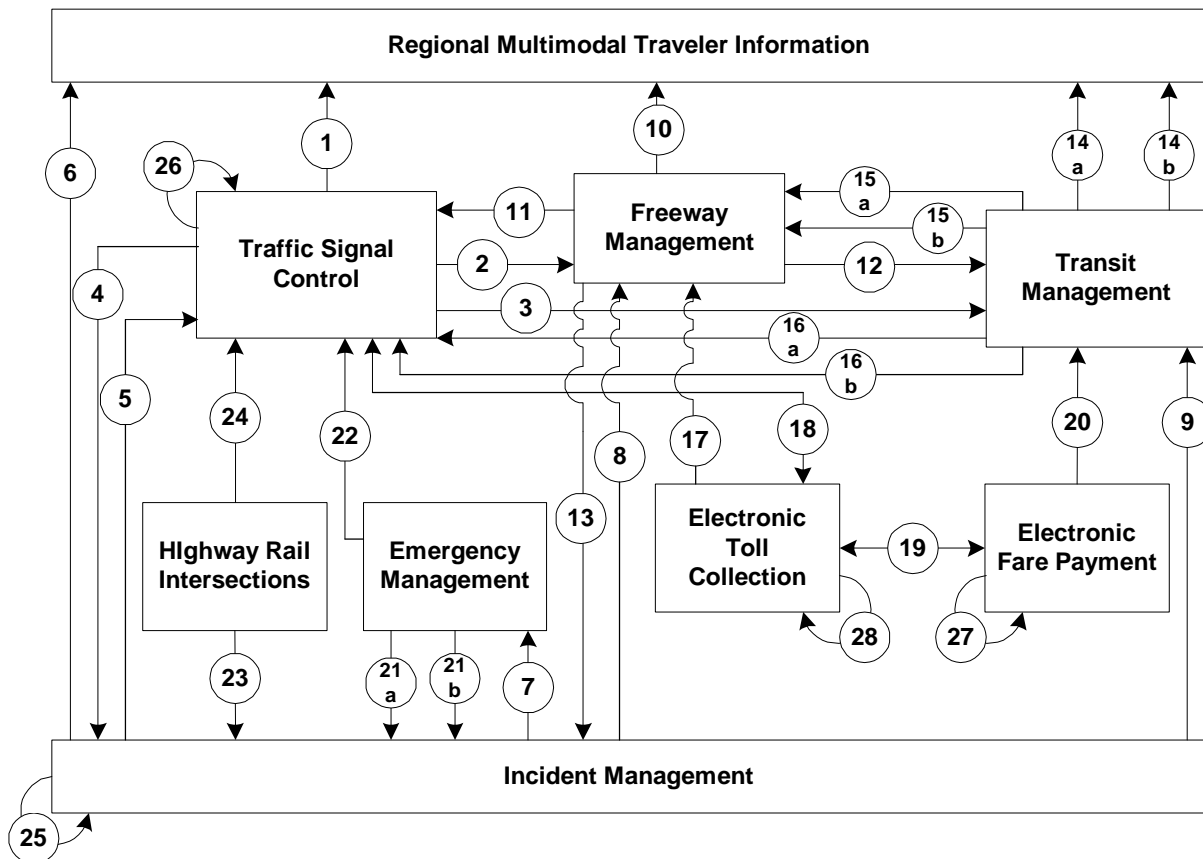 Regional Multimodal Traveler Information
6
26
1
10
14
a
14
b
11
15
a
15
b
Freeway
Management
Traffic Signal
Control
2
12
Transit
Management
4
3
16
a
16
b
5
24
22
8
17
18
20
9
13
HIghway Rail
Intersections
Emergency
Management
Electronic
Toll
Collection
19
Electronic
Fare Payment
28
27
23
21
a
21
b
7
Incident Management
25